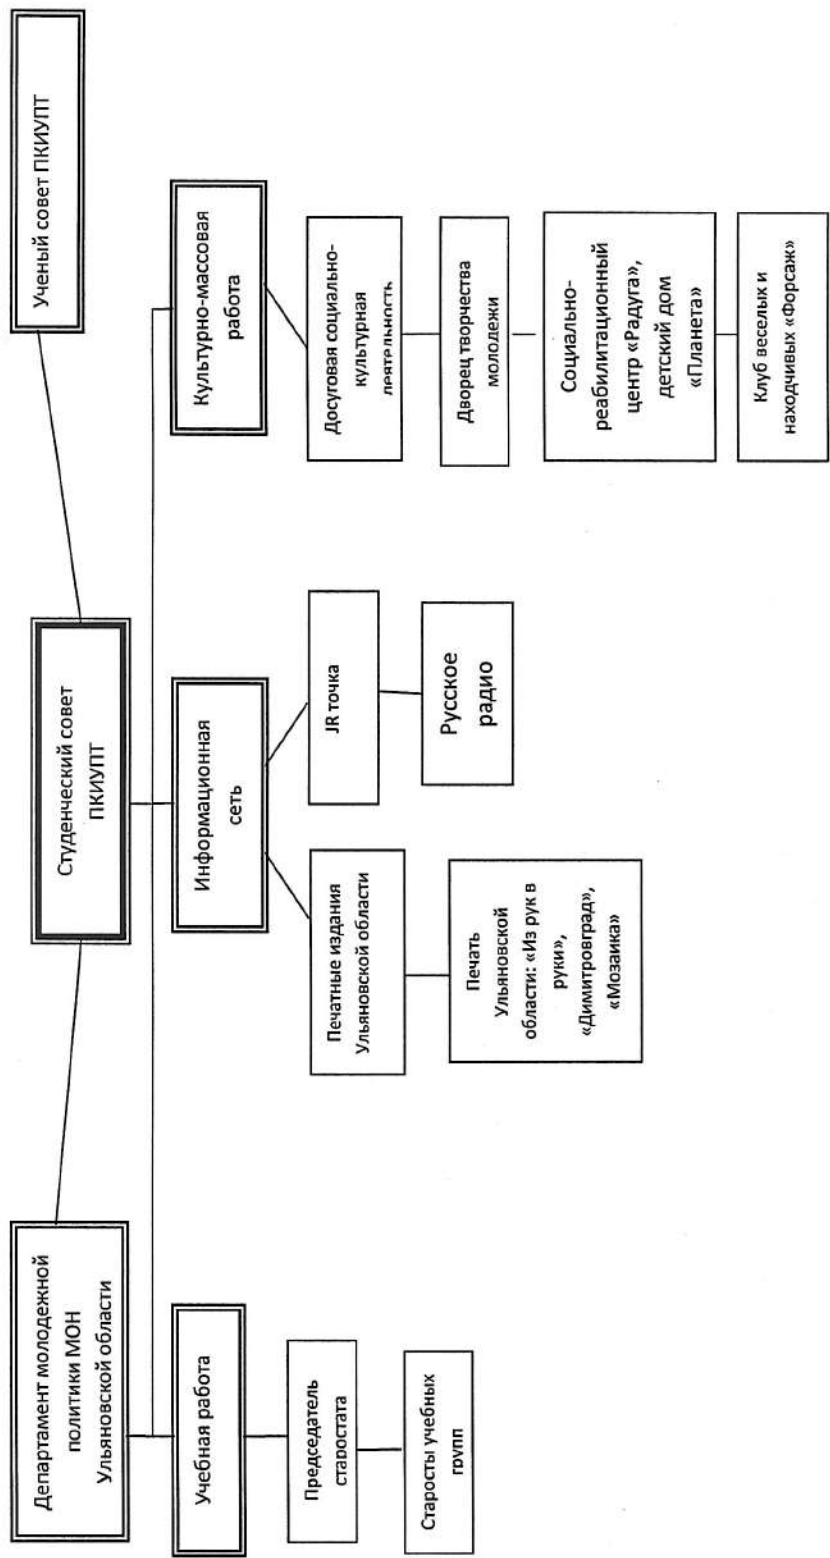 Департамент молодежной
политики МОН
Ульяновской области
Студенческий совет
ПКИУПТ
Ученый совет ПКИУПТ
Учебная работа
Информационная
сеть
Культурно-массовая
работа
Председатель
старостата
Старосты учебных
групп
Печатные издания
Ульяновской области
Печать
Ульяновской
области: «Из рук в
руки»,
«Димитровград»,
«Мозаика»
JR точка
Русское
радио
Досуговая социально-
культурная
деятельность
Дворец творчества
молодежи
Социально-
реабилитационный
центр «Радуга»,
детский дом
«Планета»
Клуб веселых и
находчивых «Форсаж»